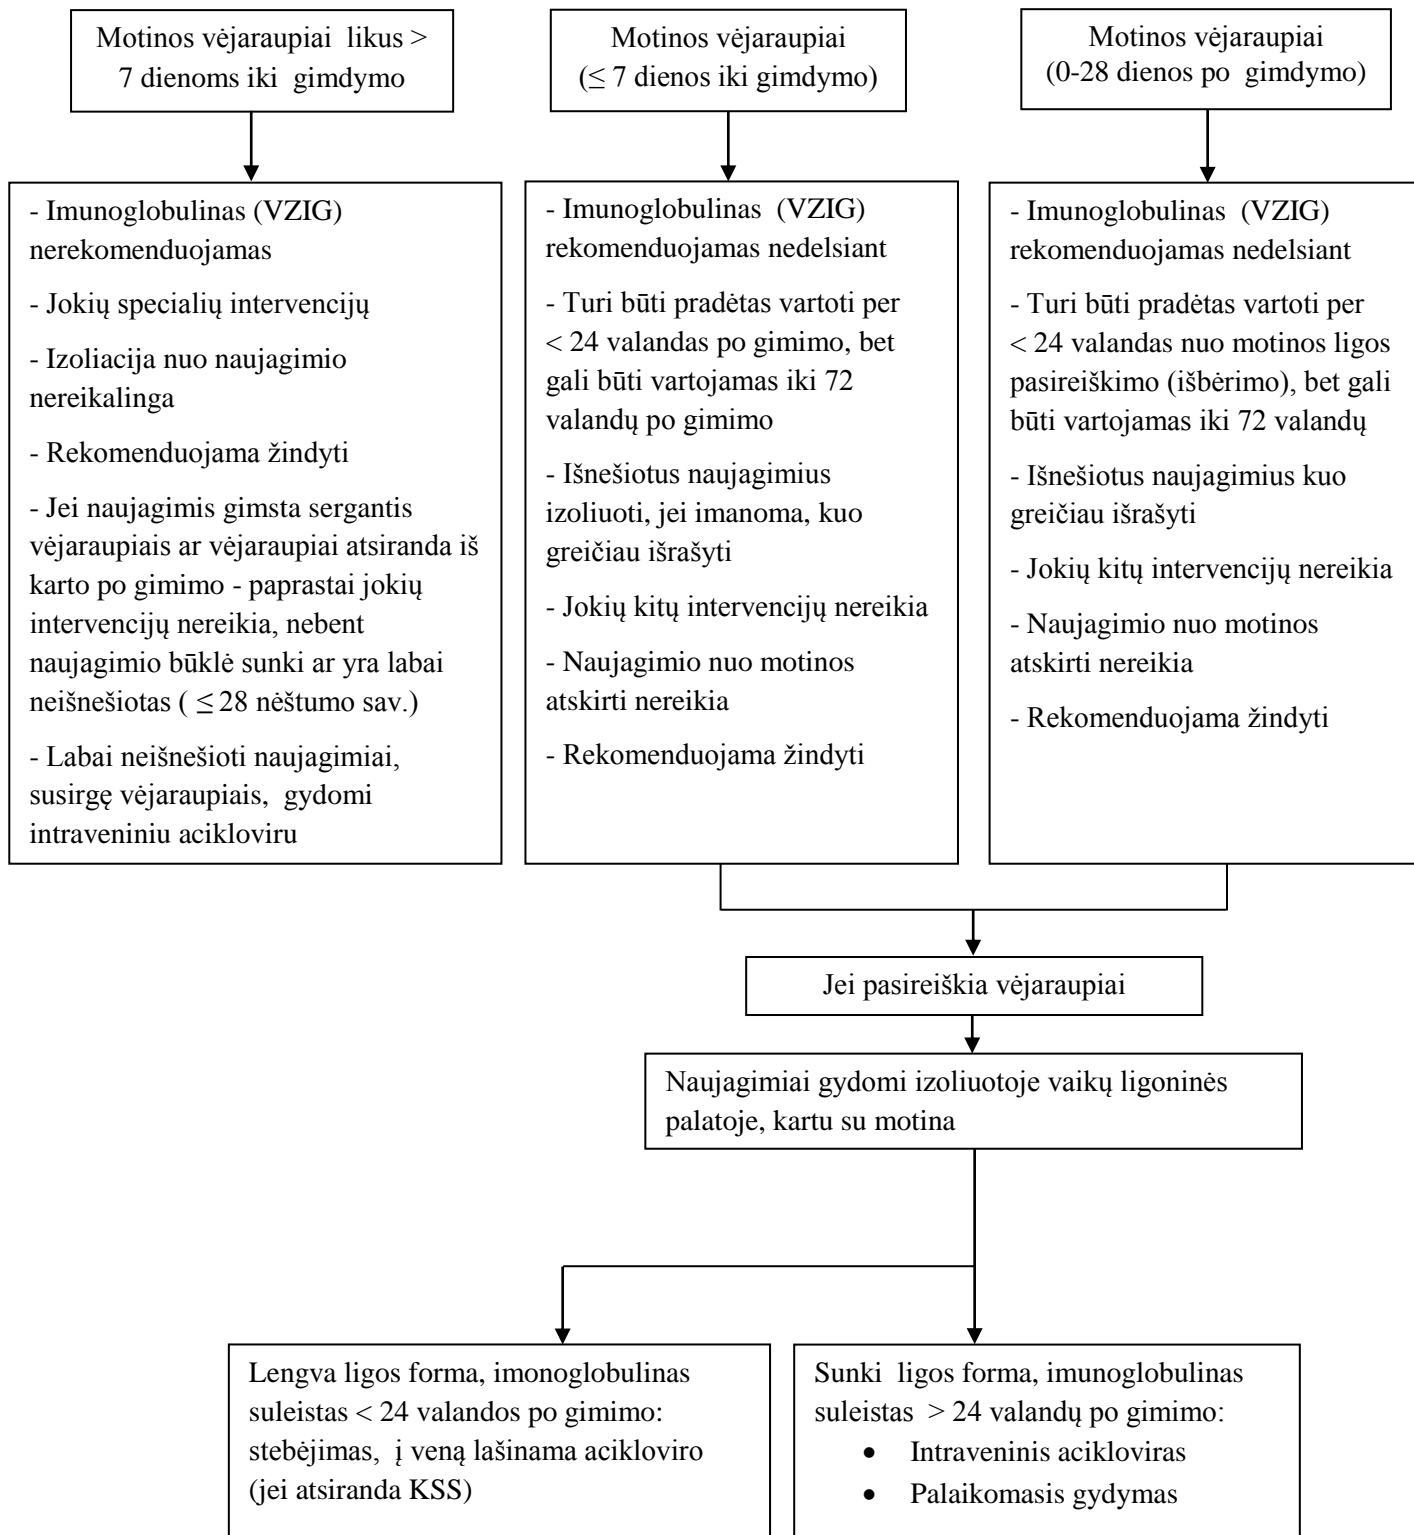 Motinos vėjaraupiai likus >
7 dienoms iki gimdymo
Motinos vėjaraupiai
(≤ 7 dienos iki gimdymo)
Motinos vėjaraupiai
(0-28 dienos po gimdymo)
- Imunoglobulinas (VZIG)
nerekomenduojamas
- Jokių specialių intervencijų
- Izoliacija nuo naujagimio
nereikalinga
- Rekomenduojama žindyti
- Jei naujagimis gimsta sergantis
vėjaraupiais ar vėjaraupiai atsiranda iš
karto po gimimo - paprastai jokių
intervencijų nereikia, nebent
naujagimio būklė sunki ar yra labai
neišnešiotas ( ≤ 28 nėštumo sav.)
- Labai neišnešioti naujagimiai,
susirgę vėjaraupiais, gydomi
intraveniniu acikloviru
- Imunoglobulinas (VZIG)
rekomenduojamas nedelsiant
- Turi būti pradėtas vartoti per
< 24 valandas po gimimo, bet
gali būti vartojamas iki 72
valandų po gimimo
- Išnešiotus naujagimius
izoliuoti, jei imanoma, kuo
greičiau išrašyti
- Jokių kitų intervencijų nereikia
- Naujagimio nuo motinos
atskirti nereikia
- Rekomenduojama žindyti
- Imunoglobulinas (VZIG)
rekomenduojamas nedelsiant
- Turi būti pradėtas vartoti per
< 24 valandas nuo motinos ligos
pasireiškimo (išbėrimo), bet gali
būti vartojamas iki 72 valandų
- Išnešiotus naujagimius kuo
greičiau išrašyti
- Jokių kitų intervencijų nereikia
- Naujagimio nuo motinos
atskirti nereikia
- Rekomenduojama žindyti
Jei pasireiškia vėjaraupiai
Naujagimiai gydomi izoliuotoje vaikų ligoninės
palatoje, kartu su motina
Lengva ligos forma, imonoglobulinas
suleistas < 24 valandos po gimimo:
stebėjimas, į veną lašinama acikloviro
(jei atsiranda KSS)
Sunki ligos forma, imunoglobulinas
suleistas > 24 valandų po gimimo:
• Intraveninis acikloviras
• Palaikomasis gydymas